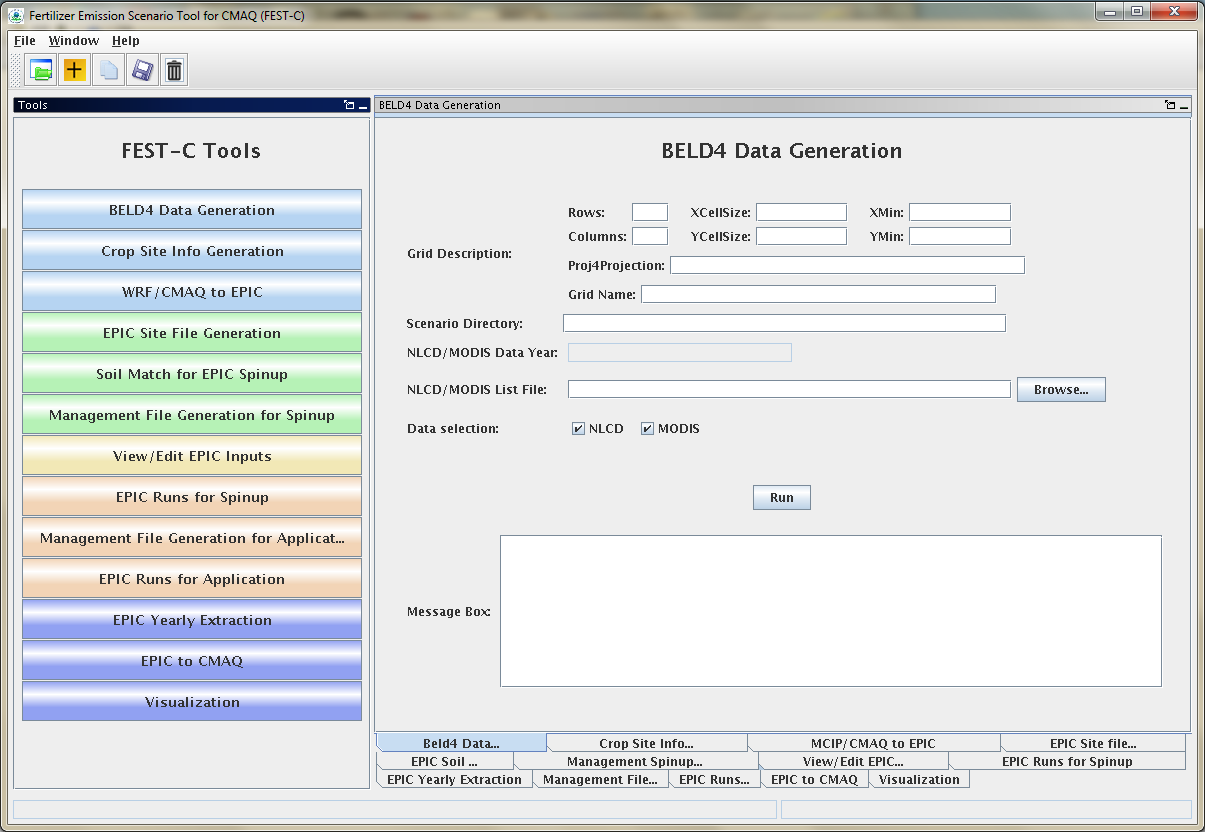 Fertilizer Emission Scenario Tool for CMAQ (FEST-C)
File Window Help
Tools
FEST-C Tools
BELD4 Data Generation
Crop Site Info Generation
WRF/CMAQ to EPIC
EPIC Site File Generation
Soil Match for EPIC Spinup
Management File Generation for Spinup
View/Edit EPIC Inputs
EPIC Runs for Spinup
Management File Generation for Applicat...
EPIC Runs for Application
EPIC Yearly Extraction
EPIC to CMAQ
Visualization
BELD4 Data Generation
BELD4 Data Generation
Grid Description:
Rows: XCellSize: XMin:
Columns: YCellSize: YMin:
Proj4Projection:
Grid Name:
Scenario Directory:
NLCD/MODIS Data Year:
NLCD/MODIS List File: Browse...
Data selection: NLCD MODIS
Run
Message Box:
Beld4 Data... Crop Site Info... MCIP/CMAQ to EPIC EPIC Site file...
EPIC Soil ... Management Spinup... View/Edit EPIC... EPIC Runs for Spinup
EPIC Yearly Extraction Management File... EPIC Runs... EPIC to CMAQ Visualization